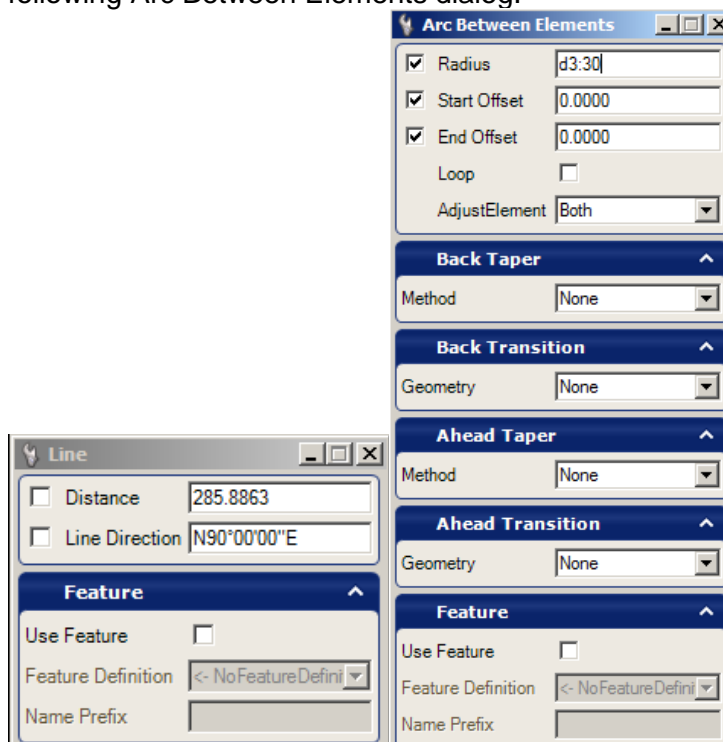 following Arc Between Elements dialog.
Arc Between Elements
Radius d3:30
Start Offset 0.0000
End Offset 0.0000
Loop
AdjustElement Both
Back Taper
Method None
Back Transition
Geometry None
Ahead Taper
Method None
Ahead Transition
Geometry None
Feature
Use Feature
Feature Definition <- NoFeatureDefini
Name Prefix
Line
Distance 285.8863
Line Direction N90°00'00"E
Feature
Use Feature
Feature Definition <- NoFeatureDefini
Name Prefix